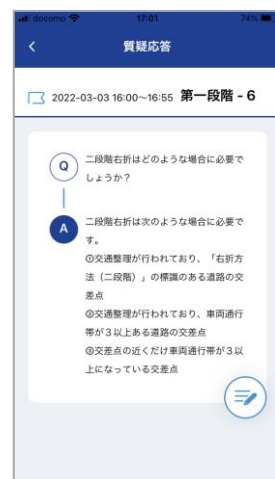 docomo 17:01 74%
質疑応答
2022-03-03 16:00~16:55 第一段階 - 6
Q 二段階右折はどのような場合に必要で
しょうか？
A 二段階右折は次のような場合に必要で
す。
①交通整理が行われており、「右折方
法（二段階）」の標識のある道路の交
差点
②交通整理が行われており、車両通行
帯が３以上ある道路の交差点
③交差点の近くだけ車両通行帯が３以
上になっている交差点